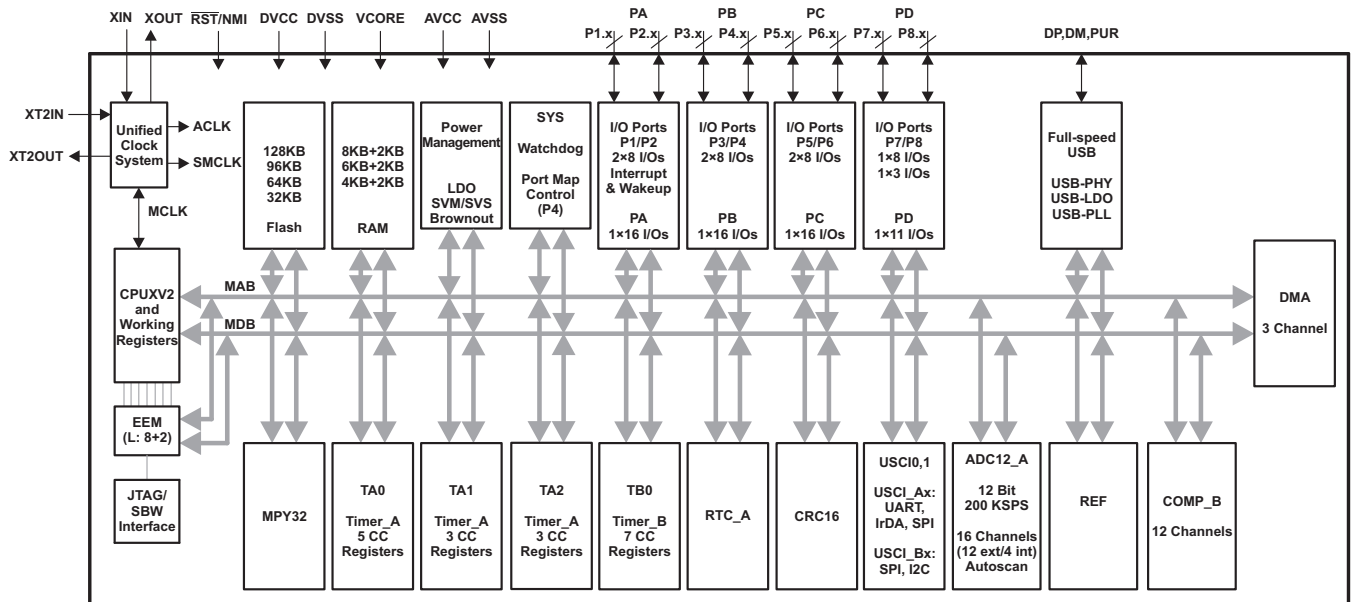 XIN
XOUT
RST/NMI
DVCC
DVSS
VCORE
AVCC
AVSS
PA
P1.x
P2.x
PB
P3.x
P4.x
PC
P5.x
P6.x
PD
P7.x
P8.x
DP,DM,PUR
XT2IN
XT2OUT
Unified
Clock
System
ACLK
SMCLK
MCLK
128KB
96KB
64KB
32KB
Flash
8KB+2KB
6KB+2KB
4KB+2KB
RAM
Power
Management
LDO
SVM/SVS
Brownout
SYS
Watchdog
Port Map
Control
(P4)
I/O Ports
P1/P2
2×8 I/Os
Interrupt
& Wakeup
PA
1×16 I/Os
I/O Ports
P3/P4
2×8 I/Os
PB
1×16 I/Os
I/O Ports
P5/P6
2×8 I/Os
PC
1×16 I/Os
I/O Ports
P7/P8
1×8 I/Os
1×3 I/Os
PD
1×11 I/Os
Full-speed
USB
USB-PHY
USB-LDO
USB-PLL
CPUXV2
and
Working
Registers
MAB
MDB
DMA
3 Channel
EEM
(L: 8+2)
JTAG/
SBW
Interface
MPY32
TA0
Timer_A
5 CC
Registers
TA1
Timer_A
3 CC
Registers
TA2
Timer_A
3 CC
Registers
TB0
Timer_B
7 CC
Registers
RTC_A
CRC16
USCI0,1
USCI_Ax:
UART,
IrDA, SPI
USCI_Bx:
SPI, I2C
ADC12_A
12 Bit
200 KSPS
16 Channels
(12 ext/4 int)
Autoscan
REF
COMP_B
12 Channels